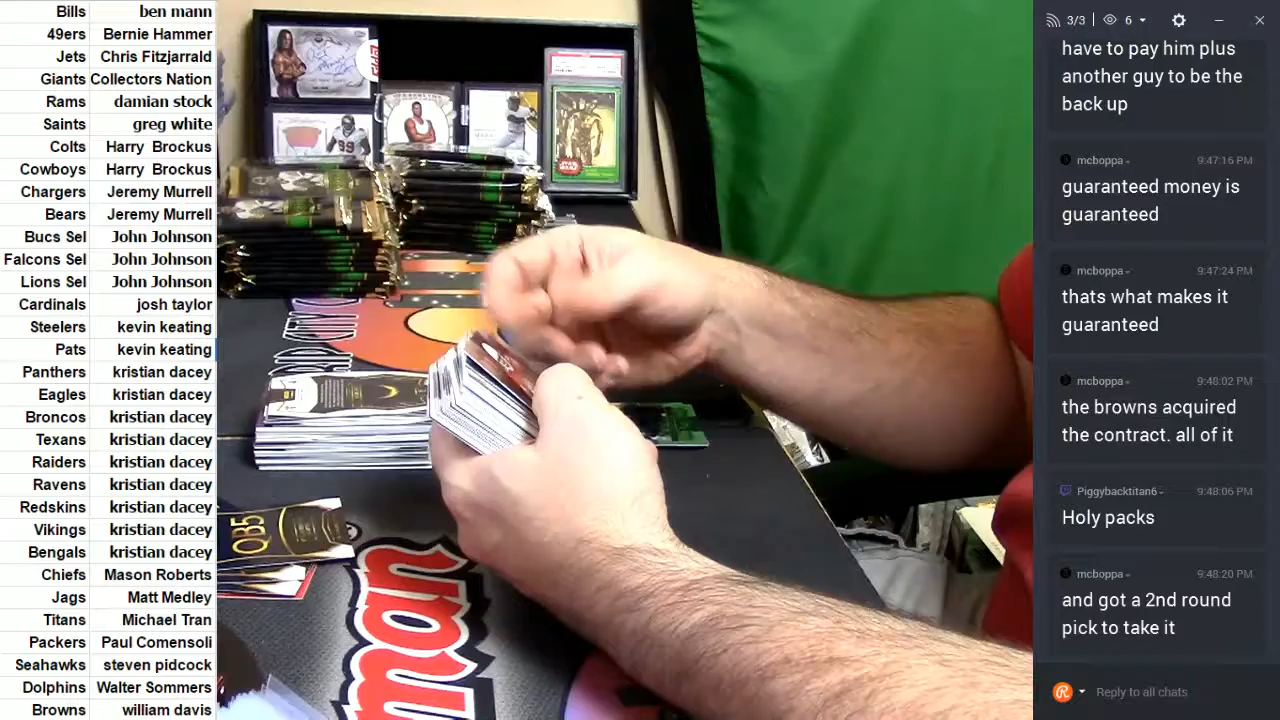 Bills ben mann
49ers Bernie Hammer
Jets Chris Fitzjarrald
Giants Collectors Nation
Rams damian stock
Saints greg white
Colts Harry Brockus
Cowboys Harry Brockus
Chargers Jeremy Murrell
Bears Jeremy Murrell
Bucs Sel John Johnson
Falcons Sel John Johnson
Lions Sel John Johnson
Cardinals josh taylor
Steelers kevin keating
Pats kevin keating
Panthers kristian dacey
Eagles kristian dacey
Broncos kristian dacey
Texans kristian dacey
Raiders kristian dacey
Ravens kristian dacey
Redskins kristian dacey
Vikings kristian dacey
Bengals kristian dacey
Chiefs Mason Roberts
Jags Matt Medley
Titans Michael Tran
Packers Paul Comensoli
Seahawks steven pidcock
Dolphins Walter Sommers
Browns william davis
STAR WARS
QB5
3/3 6
have to pay him plus
another guy to be the
back up
mcboppa 9:47:16 PM
guaranteed money is
guaranteed
mcboppa 9:47:24 PM
thats what makes it
guaranteed
mcboppa 9:48:02 PM
the browns acquired
the contract. all of it
Piggybacktitan6 9:48:06 PM
Holy packs
mcboppa 9:48:20 PM
and got a 2nd round
pick to take it
Reply to all chats